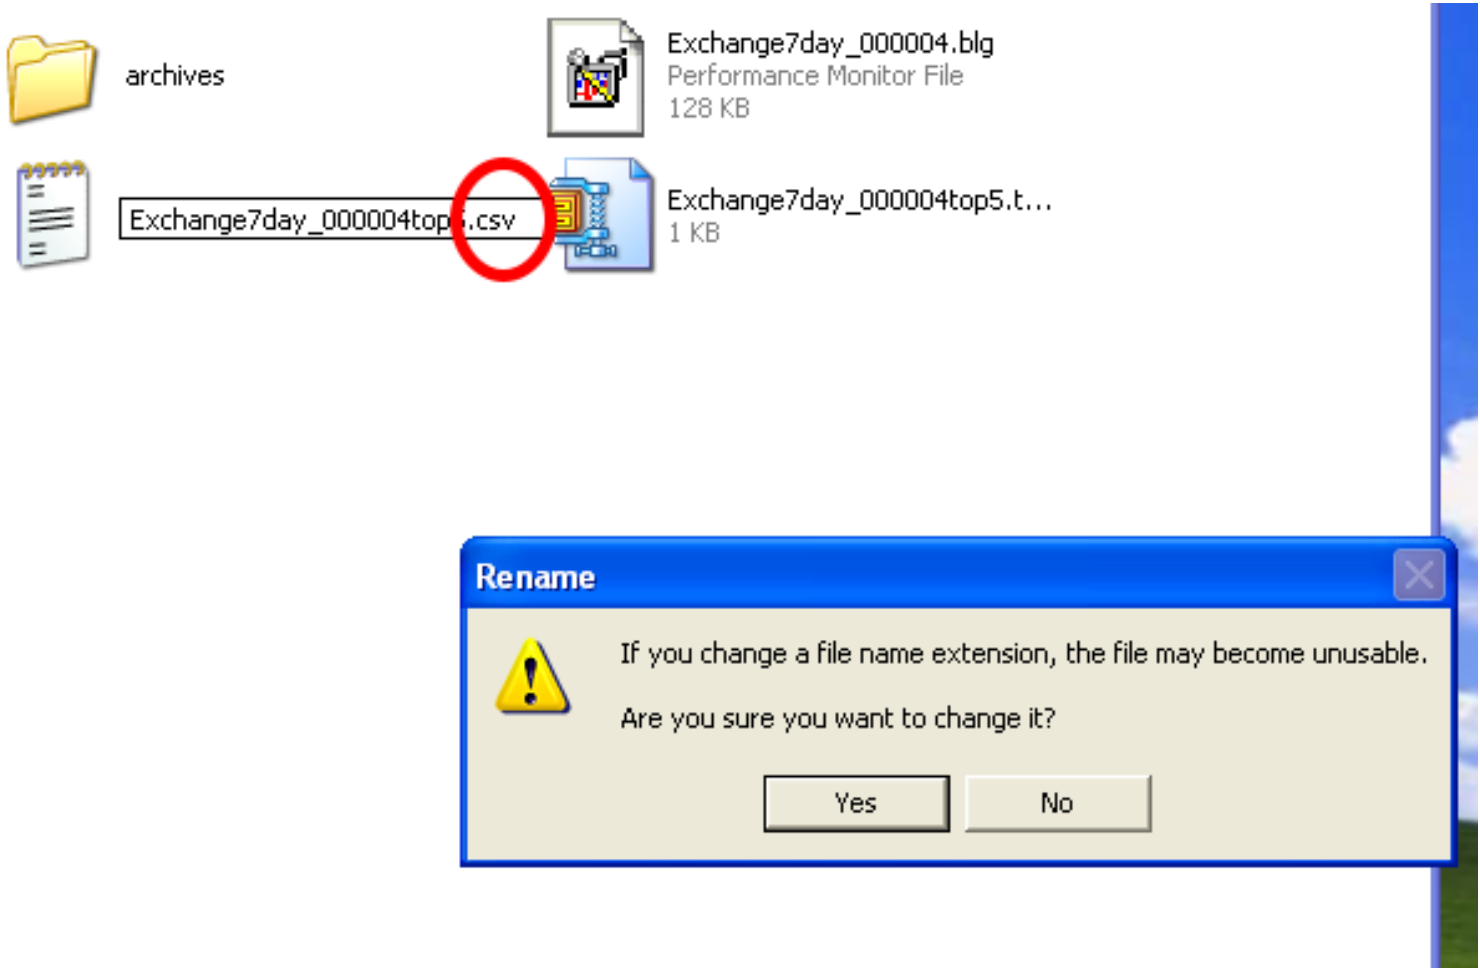 archives
Exchange7day_000004.blg
Performance Monitor File
128 KB
Exchange7day_000004top5.csv
Exchange7day_000004top5.t...
1 KB
Rename
If you change a file name extension, the file may become unusable.
Are you sure you want to change it?
Yes
No